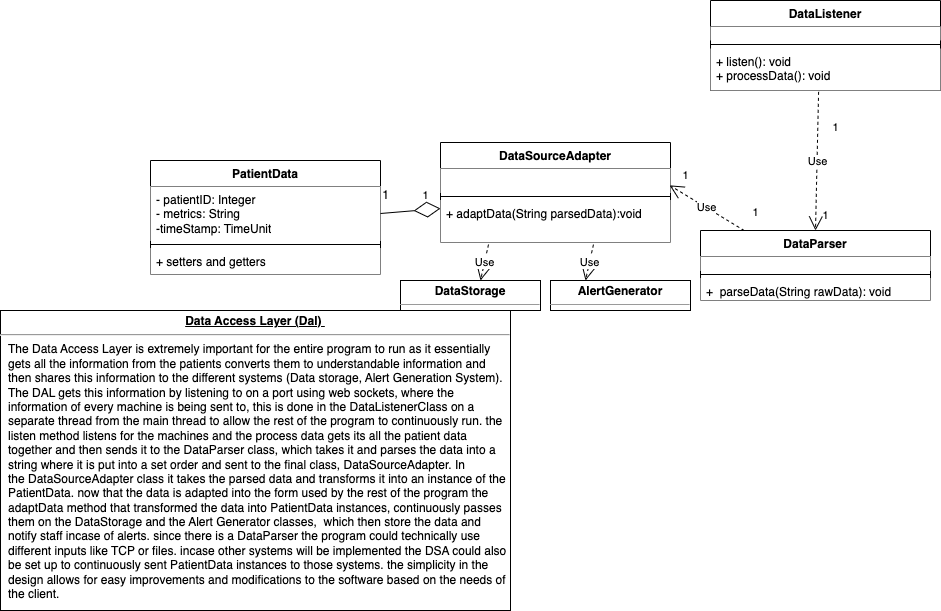 DataListener
+ listen(): void
+ processData(): void
1
Use
1
DataSourceAdapter
+ adaptData(String parsedData):void
PatientData
- patientID: Integer
- metrics: String
-timeStamp: TimeUnit
+ setters and getters
1
1
1
Use
1
DataParser
+ parseData(String rawData): void
Use
Use
DataStorage
AlertGenerator
Data Access Layer (Dal)
The Data Access Layer is extremely important for the entire program to run as it essentially
gets all the information from the patients converts them to understandable information and
then shares this information to the different systems (Data storage, Alert Generation System).
The DAL gets this information by listening to on a port using web sockets, where the
information of every machine is being sent to, this is done in the DataListenerClass on a
separate thread from the main thread to allow the rest of the program to continuously run. the
listen method listens for the machines and the process data gets its all the patient data
together and then sends it to the DataParser class, which takes it and parses the data into a
string where it is put into a set order and sent to the final class, DataSourceAdapter. In
the DataSourceAdapter class it takes the parsed data and transforms it into an instance of the
PatientData. now that the data is adapted into the form used by the rest of the program the
adaptData method that transformed the data into PatientData instances, continuously passes
them on the DataStorage and the Alert Generator classes, which then store the data and
notify staff incase of alerts. since there is a DataParser the program could technically use
different inputs like TCP or files. incase other systems will be implemented the DSA could also
be set up to continuously sent PatientData instances to those systems. the simplicity in the
design allows for easy improvements and modifications to the software based on the needs of
the client.